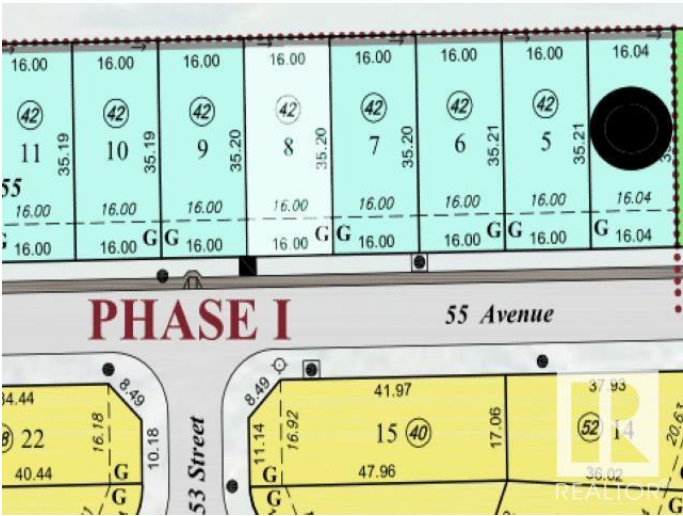 16.00 16.00 16.00 16.00 16.00 16.00 16.00 16.04
42 42 42 42 42 42 42
11 35.19 10 35.19 9 35.20 8 35.20 7 35.20 6 35.21 5 35.21
55
16.00 16.00 16.00 16.00 16.00 16.00 16.00 16.04
16.00 16.00 G G 16.00 16.00 G G 16.00 16.00 G G 16.00 G 16.04
PHASE I
55 Avenue
8.49 8.49 41.97 37.93
22 16.18 10.18 53 Street 11.14 16.92 15 40 17.06 52 14 20.63
40.44 G G 47.96 36.02
G G G
REALTOR